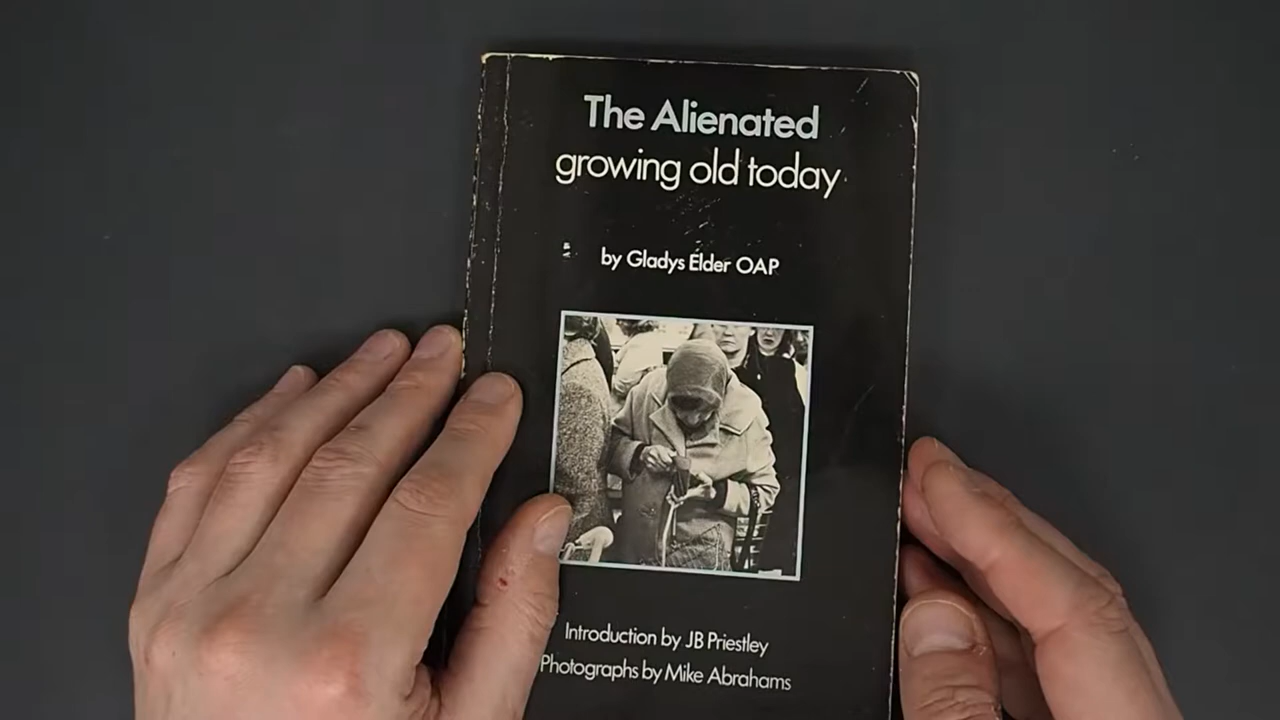 The Alienated
growing old today
by Gladys Elder OAP
Introduction by JB Priestley
Photographs by Mike Abrahams